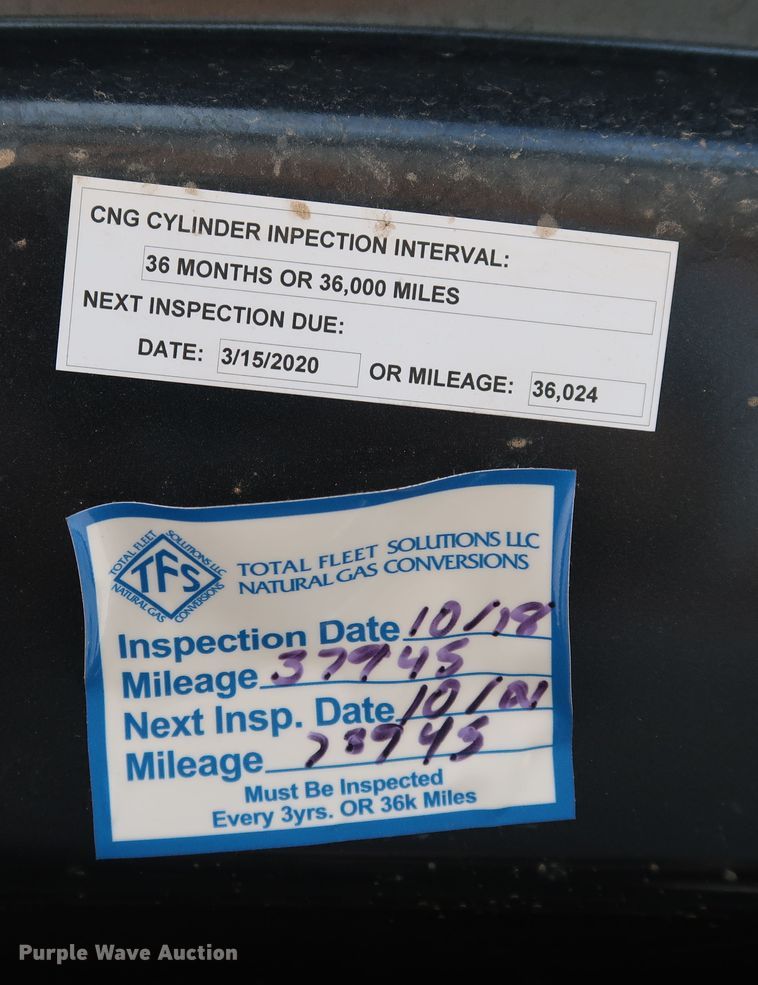 CNG CYLINDER INPECTION INTERVAL:
36 MONTHS OR 36,000 MILES
NEXT INSPECTION DUE:
DATE: 3/15/2020 OR MILEAGE: 36,024
TOTAL FLEET SOLUTIONS LLC
TFS
NATURAL GAS CONVERSIONS
TOTAL FLEET SOLUTIONS LLC
NATURAL GAS CONVERSIONS
Inspection Date 10/18
Mileage 37945
Next Insp. Date 10/21
Mileage 73945
Must Be Inspected
Every 3yrs. OR 36k Miles
Purple Wave Auction